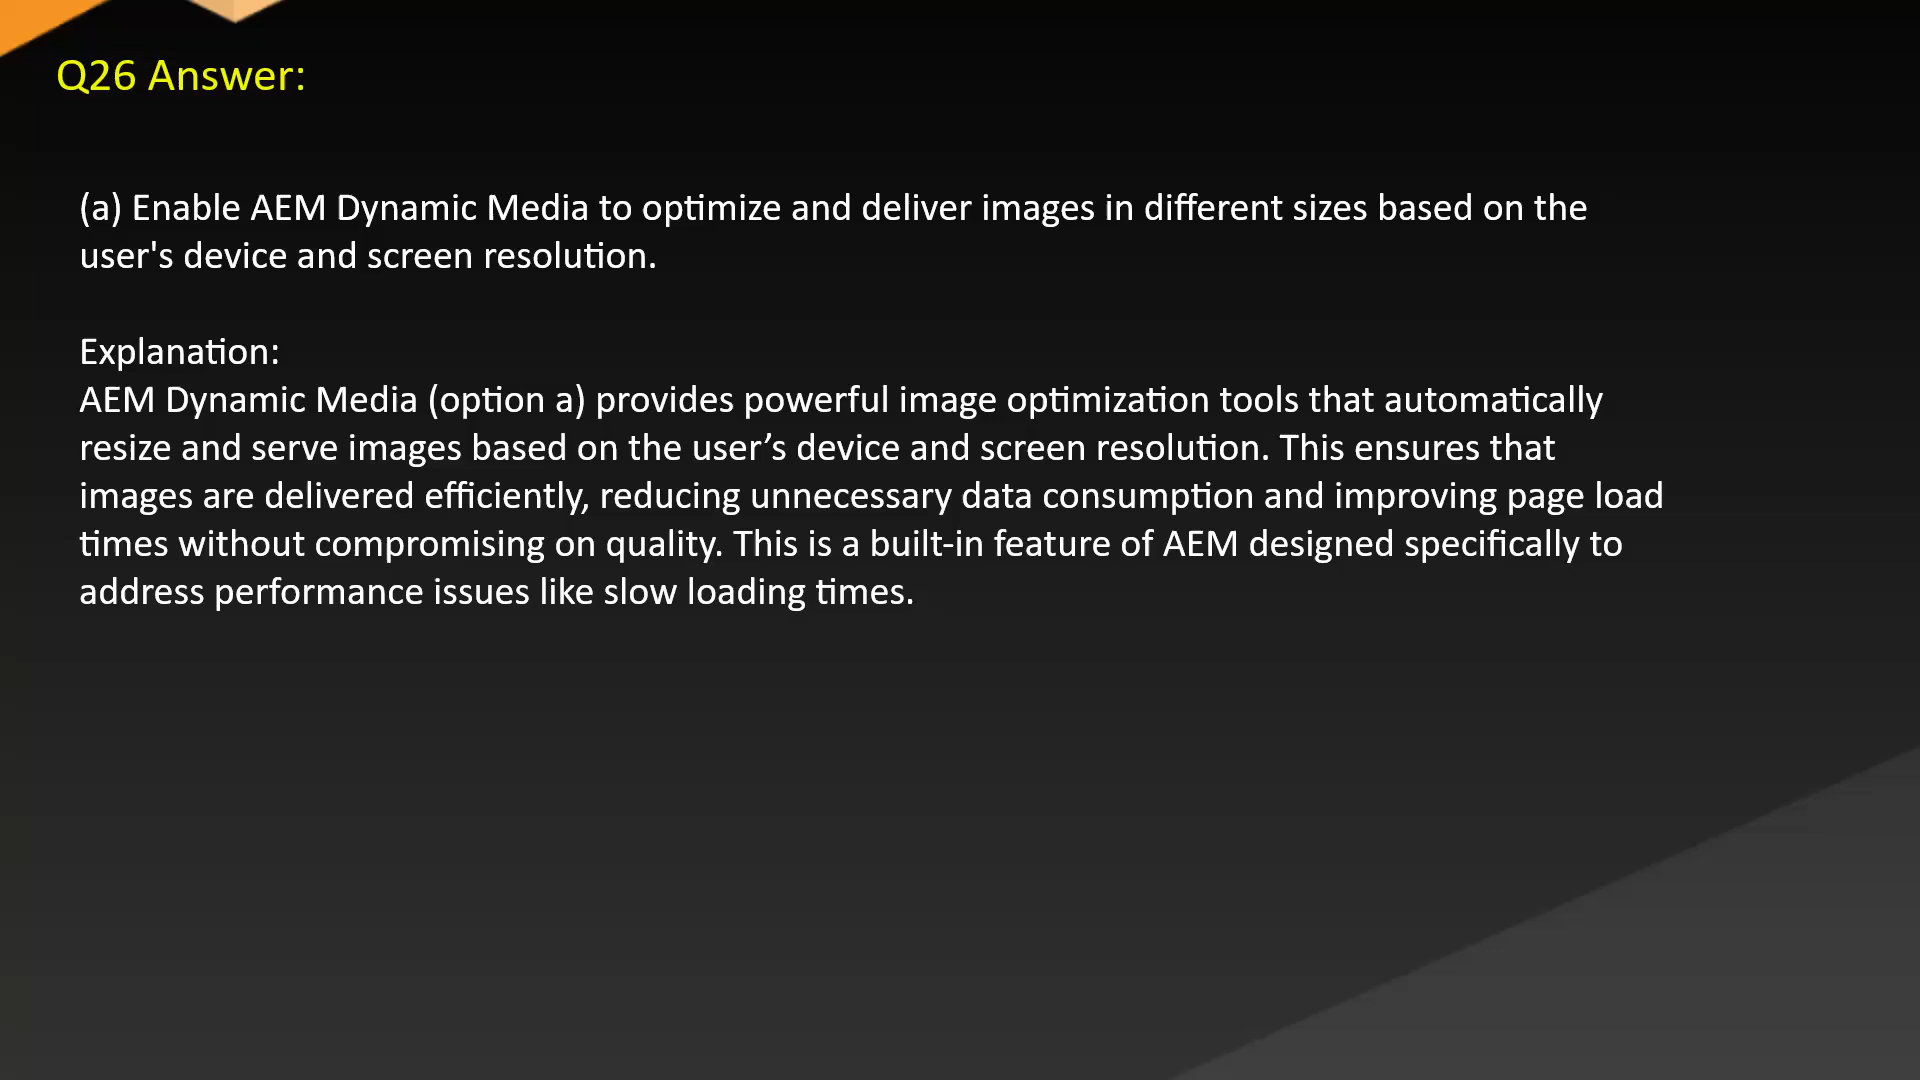 Q26 Answer:
(a) Enable AEM Dynamic Media to optimize and deliver images in different sizes based on the
user's device and screen resolution.
Explanation:
AEM Dynamic Media (option a) provides powerful image optimization tools that automatically
resize and serve images based on the user’s device and screen resolution. This ensures that
images are delivered efficiently, reducing unnecessary data consumption and improving page load
times without compromising on quality. This is a built-in feature of AEM designed specifically to
address performance issues like slow loading times.